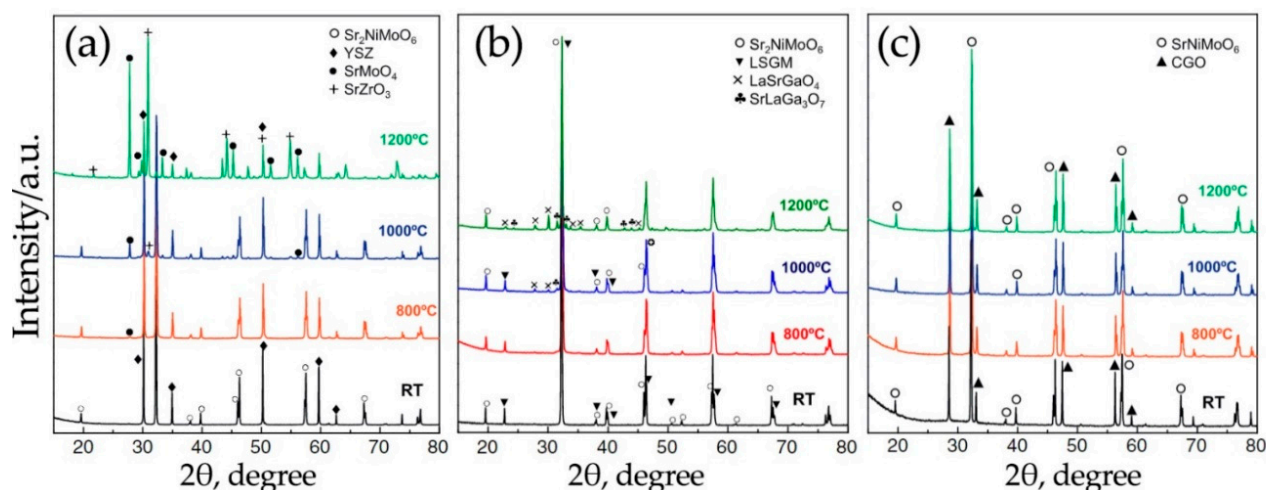 Intensity/a.u.
(a)
○ Sr₂NiMoO₆
♦ YSZ
● SrMoO₄
+ SrZrO₃
1200ºC
1000ºC
800ºC
RT
20 30 40 50 60 70 80
2θ, degree
(b)
○ Sr₂NiMoO₆
▼ LSGM
× LaSrGaO₄
♣ SrLaGa₃O₇
1200ºC
1000ºC
800ºC
RT
20 30 40 50 60 70 80
2θ, degree
(c)
○ SrNiMoO₆
▲ CGO
1200ºC
1000ºC
800ºC
RT
20 30 40 50 60 70 80
2θ, degree